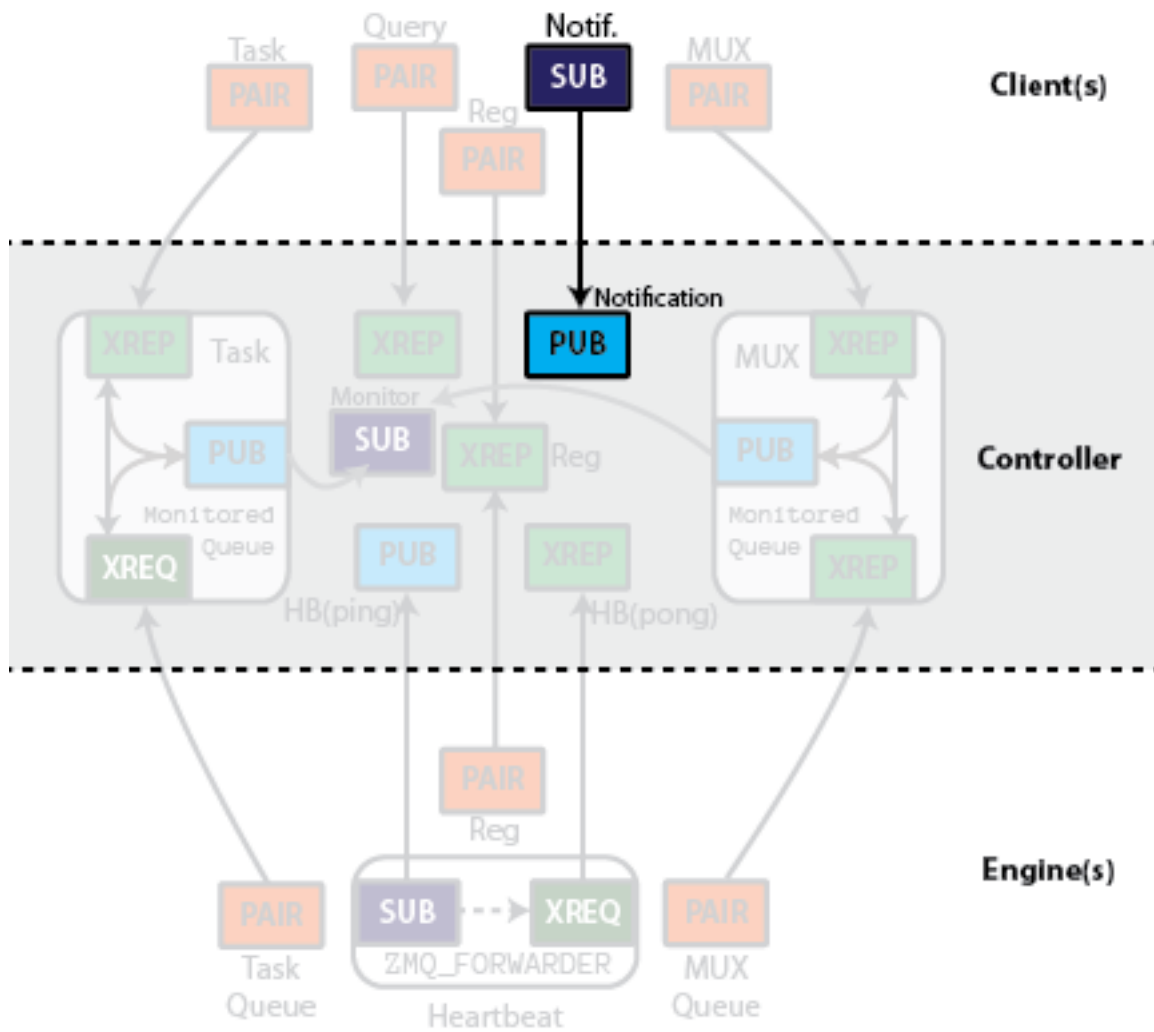 Notif.
Query
Task
MUX
PAIR
SUB
PAIR
PAIR
Client(s)
Reg
PAIR
Notification
XREP
Task
XREP
PUB
MUX
XREP
Monitor
SUB
PUB
XREP
Reg
PUB
Controller
Monitored
Queue
Monitored
Queue
XREQ
PUB
XREP
XREP
HB(ping)
HB(pong)
PAIR
Reg
Engine(s)
PAIR
SUB
XREQ
PAIR
ZMQ_FORWARDER
Task
Queue
MUX
Queue
Heartbeat